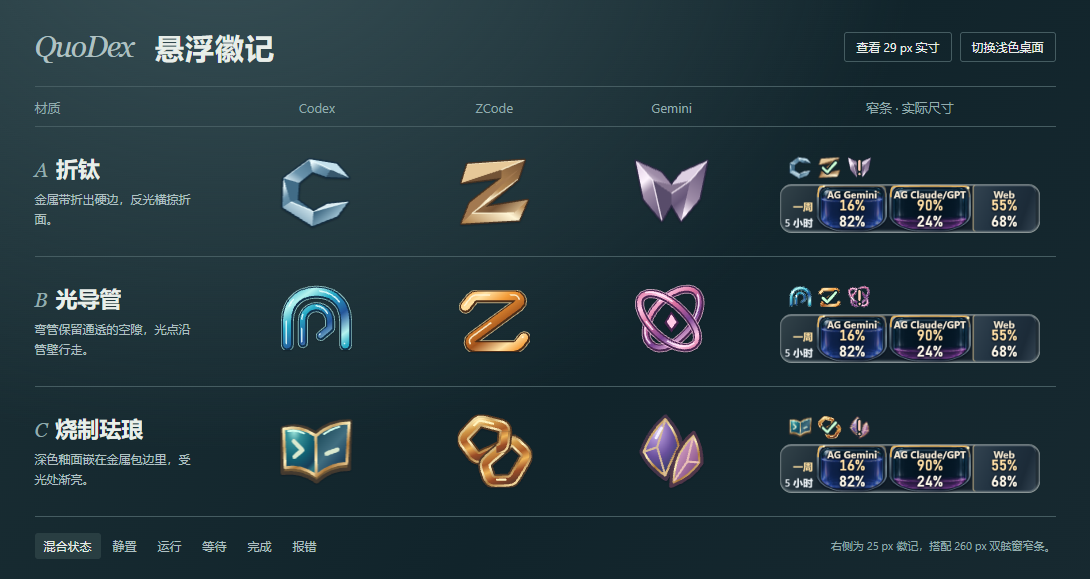 QuoDex 悬浮徽记
查看 29 px 实寸
切换浅色桌面
材质
Codex
ZCode
Gemini
窄条 · 实际尺寸
A 折钛
金属带折出硬边，反光横掠折
面。
AG Gemini
AG Claude/GPT
Web
一周
16%
90%
55%
5 小时
82%
24%
68%
B 光导管
弯管保留通透的空隙，光点沿
管壁行走。
AG Gemini
AG Claude/GPT
Web
一周
16%
90%
55%
5 小时
82%
24%
68%
C 烧制珐琅
深色釉面嵌在金属包边里，受
光处渐亮。
AG Gemini
AG Claude/GPT
Web
一周
16%
90%
55%
5 小时
82%
24%
68%
混合状态
静置
运行
等待
完成
报错
右侧为 25 px 徽记，搭配 260 px 双舷窗窄条。